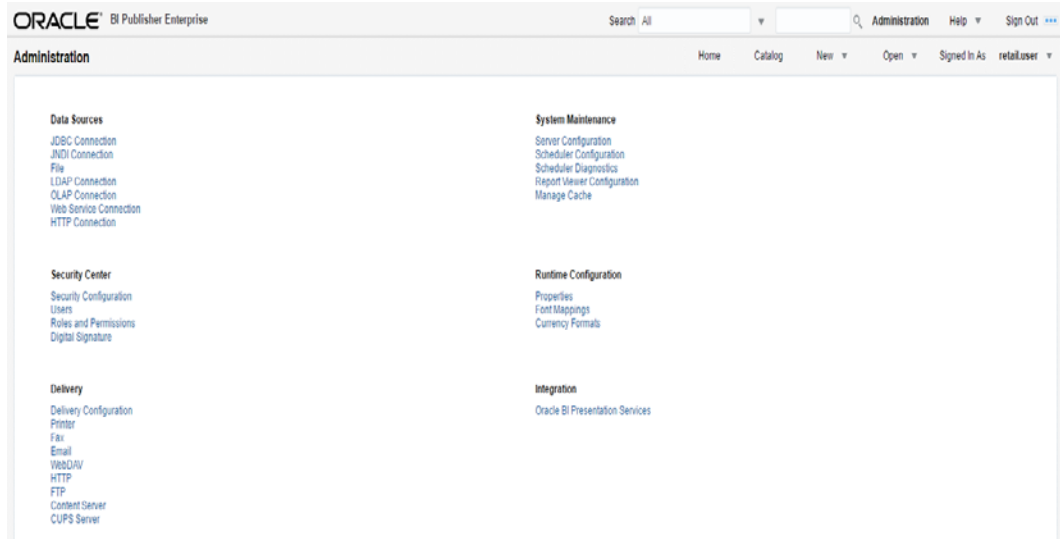 ORACLE BI Publisher Enterprise Search All Administration Help Sign Out
Administration Home Catalog New Open Signed In As retail.user
Data Sources
JDBC Connection
JNDI Connection
File
LDAP Connection
OLAP Connection
Web Service Connection
HTTP Connection
System Maintenance
Server Configuration
Scheduler Configuration
Scheduler Diagnostics
Report Viewer Configuration
Manage Cache
Security Center
Security Configuration
Users
Roles and Permissions
Digital Signature
Runtime Configuration
Properties
Font Mappings
Currency Formats
Delivery
Delivery Configuration
Printer
Fax
Email
WebDAV
HTTP
FTP
Content Server
CUPS Server
Integration
Oracle BI Presentation Services